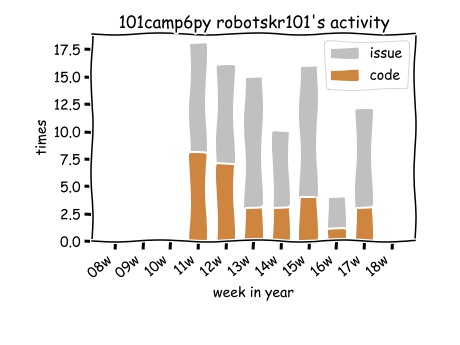 101camp6py robotskr101's activity
issue
code
17.5
15.0
12.5
10.0
7.5
5.0
2.5
0.0
times
08w 09w 10w 11w 12w 13w 14w 15w 16w 17w 18w
week in year